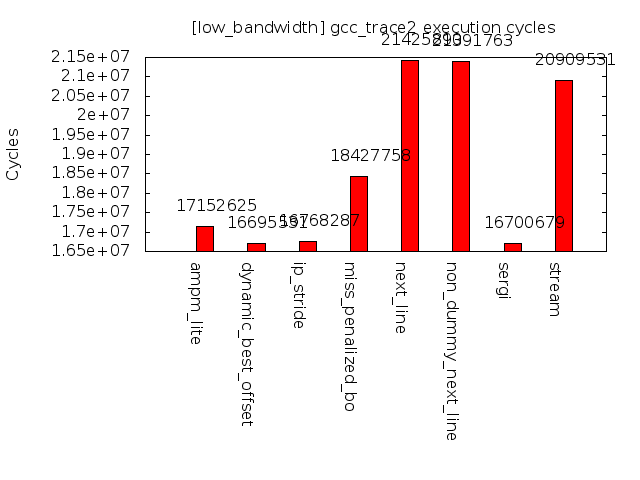 [low_bandwidth] gcc_trace2 execution cycles
Cycles
2.15e+07
2.1e+07
2.05e+07
2e+07
1.95e+07
1.9e+07
1.85e+07
1.8e+07
1.75e+07
1.7e+07
1.65e+07
17152625
16768287
18427758
21391763
16700679
20909531
ampm_lite
dynamic_best_offset
ip_stride
miss_penalized_bo
next_line
non_dummy_next_line
sergi
stream